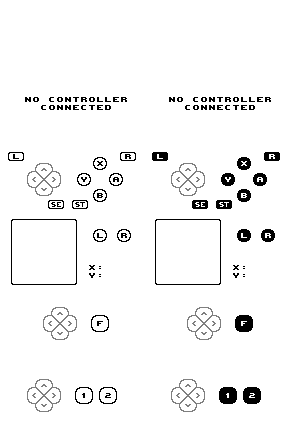 NO CONTROLLER NO CONTROLLER
CONNECTED CONNECTED
L R L R
X X
Y A Y A
B B
SE ST SE ST
L R L R
X: X:
Y: Y:
F F
1 2 1 2